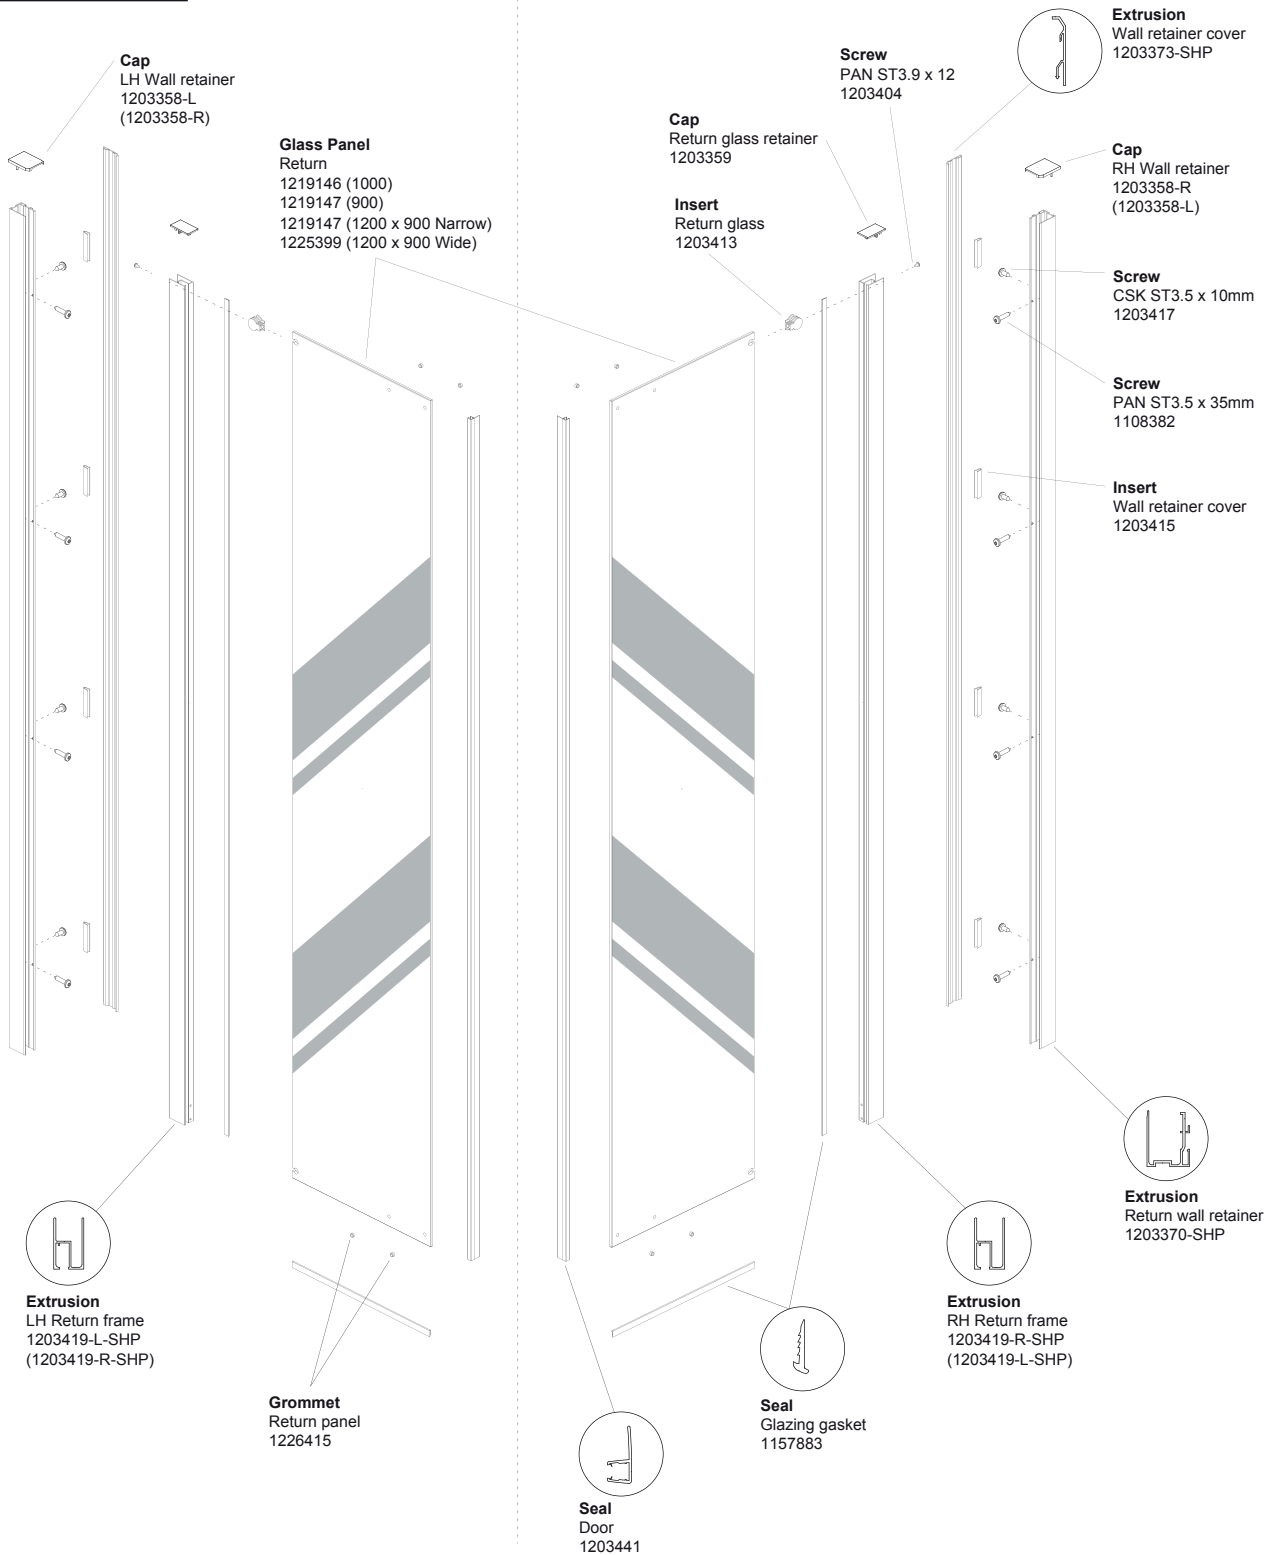 Cap
LH Wall retainer
1203358-L
(1203358-R)
Glass Panel
Return
1219146 (1000)
1219147 (900)
1219147 (1200 x 900 Narrow)
1225399 (1200 x 900 Wide)
Screw
PAN ST3.9 x 12
1203404
Cap
Return glass retainer
1203359
Insert
Return glass
1203413
Extrusion
Wall retainer cover
1203373-SHP
Cap
RH Wall retainer
1203358-R
(1203358-L)
Screw
CSK ST3.5 x 10mm
1203417
Screw
PAN ST3.5 x 35mm
1108382
Insert
Wall retainer cover
1203415
Extrusion
Return wall retainer
1203370-SHP
Extrusion
LH Return frame
1203419-L-SHP
(1203419-R-SHP)
Extrusion
RH Return frame
1203419-R-SHP
(1203419-L-SHP)
Grommet
Return panel
1226415
Seal
Glazing gasket
1157883
Seal
Door
1203441